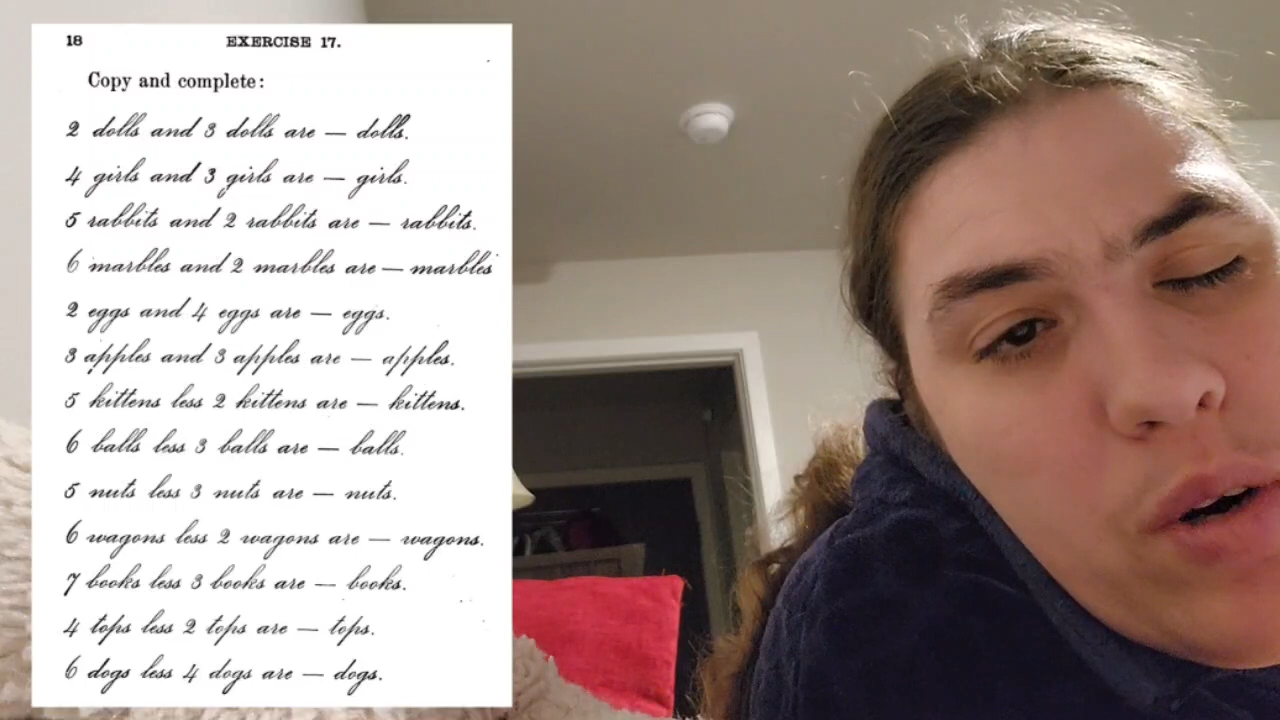 18 EXERCISE 17.
Copy and complete:
2 dolls and 3 dolls are — dolls.
4 girls and 3 girls are — girls.
5 rabbits and 2 rabbits are — rabbits.
6 marbles and 2 marbles are — marbles
2 eggs and 4 eggs are — eggs.
3 apples and 3 apples are — apples.
5 kittens less 2 kittens are — kittens.
6 balls less 3 balls are — balls.
5 nuts less 3 nuts are — nuts.
6 wagons less 2 wagons are — wagons.
7 books less 3 books are — books.
4 tops less 2 tops are — tops.
6 dogs less 4 dogs are — dogs.